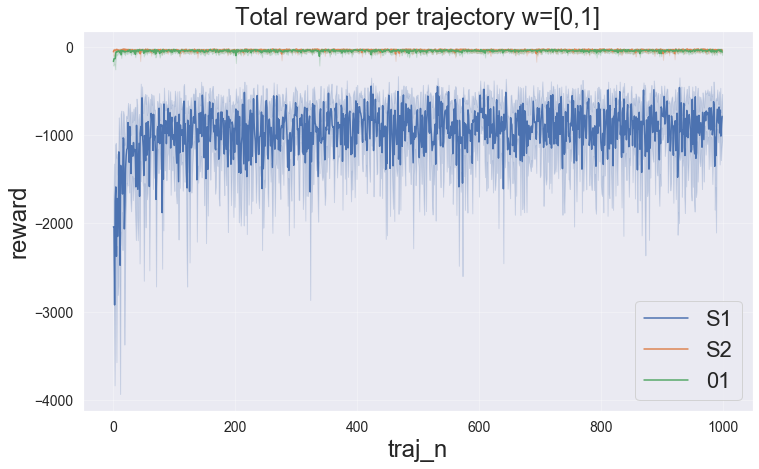 Total reward per trajectory w=[0,1]
0
−1000
−2000
−3000
−4000
reward
0 200 400 600 800 1000
traj_n
S1
S2
01